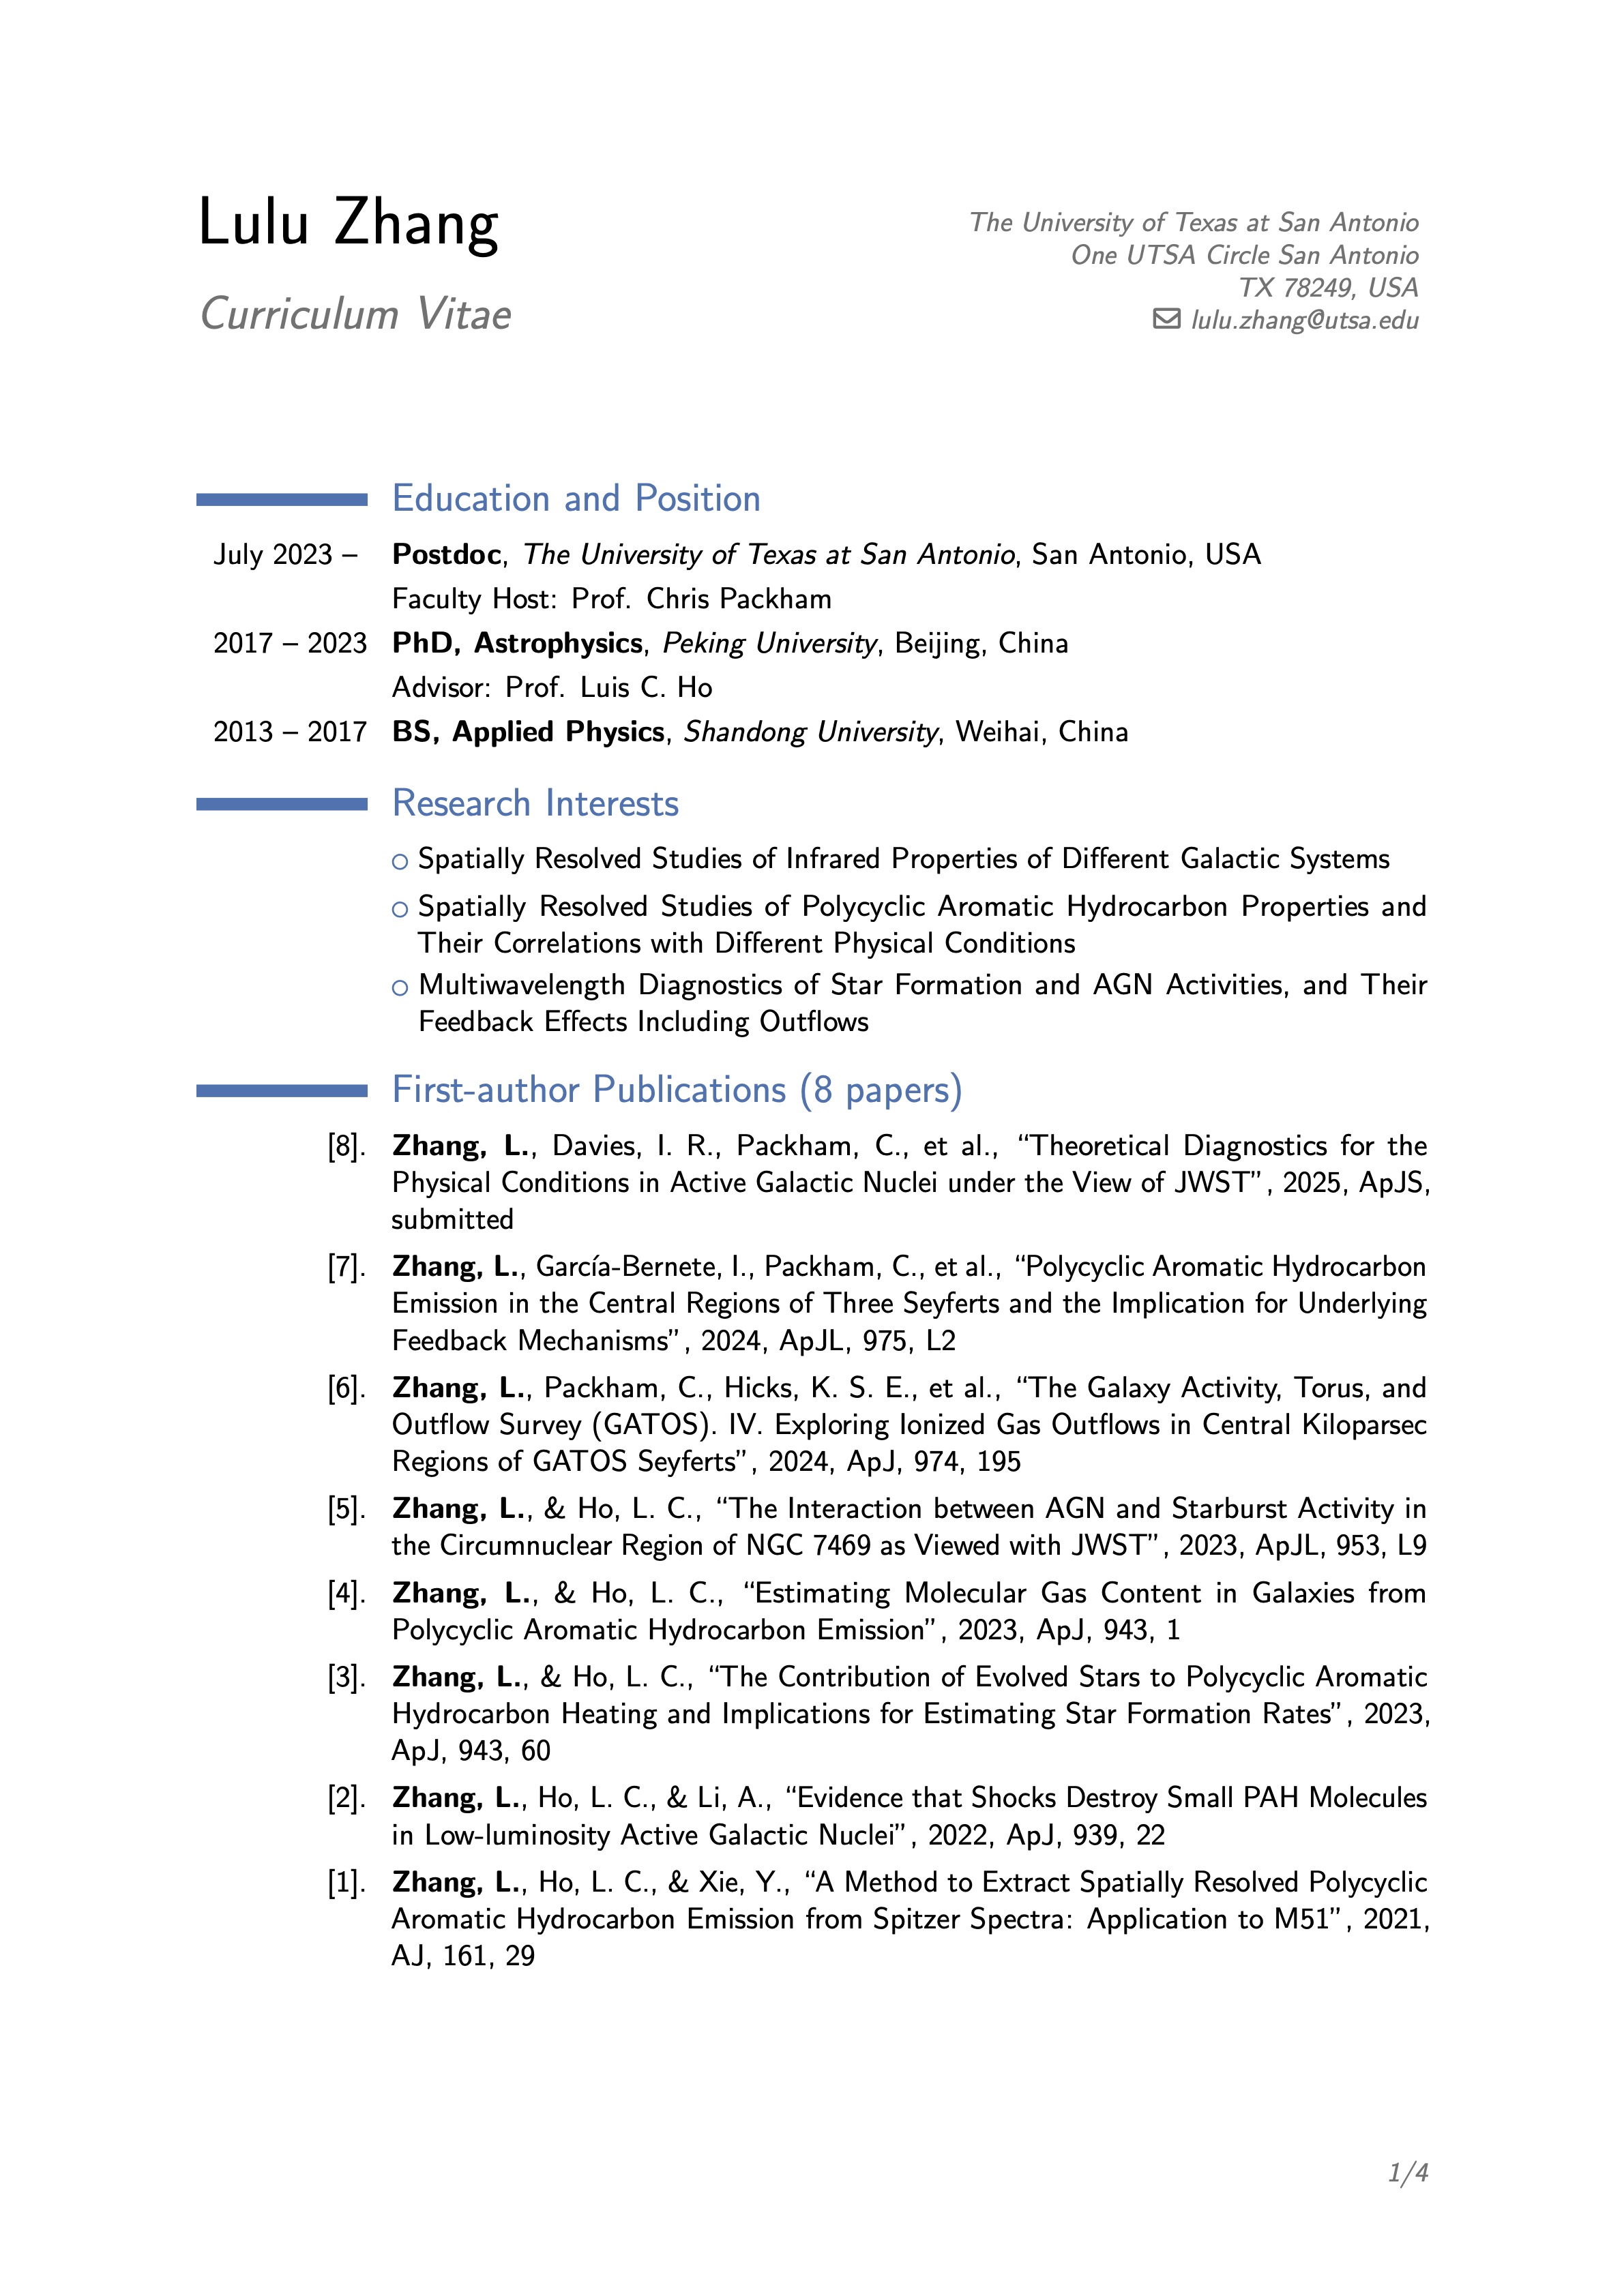 Lulu Zhang
Curriculum Vitae
The University of Texas at San Antonio
One UTSA Circle San Antonio
TX 78249, USA
lulu.zhang@utsa.edu
Education and Position
July 2023 – Postdoc, The University of Texas at San Antonio, San Antonio, USA
Faculty Host: Prof. Chris Packham
2017 – 2023 PhD, Astrophysics, Peking University, Beijing, China
Advisor: Prof. Luis C. Ho
2013 – 2017 BS, Applied Physics, Shandong University, Weihai, China
Research Interests
○ Spatially Resolved Studies of Infrared Properties of Different Galactic Systems
○ Spatially Resolved Studies of Polycyclic Aromatic Hydrocarbon Properties and
Their Correlations with Different Physical Conditions
○ Multiwavelength Diagnostics of Star Formation and AGN Activities, and Their
Feedback Effects Including Outflows
First-author Publications (8 papers)
[8]. Zhang, L., Davies, I. R., Packham, C., et al., “Theoretical Diagnostics for the
Physical Conditions in Active Galactic Nuclei under the View of JWST”, 2025, ApJS,
submitted
[7]. Zhang, L., García-Bernete, I., Packham, C., et al., “Polycyclic Aromatic Hydrocarbon
Emission in the Central Regions of Three Seyferts and the Implication for Underlying
Feedback Mechanisms”, 2024, ApJL, 975, L2
[6]. Zhang, L., Packham, C., Hicks, K. S. E., et al., “The Galaxy Activity, Torus, and
Outflow Survey (GATOS). IV. Exploring Ionized Gas Outflows in Central Kiloparsec
Regions of GATOS Seyferts”, 2024, ApJ, 974, 195
[5]. Zhang, L., & Ho, L. C., “The Interaction between AGN and Starburst Activity in
the Circumnuclear Region of NGC 7469 as Viewed with JWST”, 2023, ApJL, 953, L9
[4]. Zhang, L., & Ho, L. C., “Estimating Molecular Gas Content in Galaxies from
Polycyclic Aromatic Hydrocarbon Emission”, 2023, ApJ, 943, 1
[3]. Zhang, L., & Ho, L. C., “The Contribution of Evolved Stars to Polycyclic Aromatic
Hydrocarbon Heating and Implications for Estimating Star Formation Rates”, 2023,
ApJ, 943, 60
[2]. Zhang, L., Ho, L. C., & Li, A., “Evidence that Shocks Destroy Small PAH Molecules
in Low-luminosity Active Galactic Nuclei”, 2022, ApJ, 939, 22
[1]. Zhang, L., Ho, L. C., & Xie, Y., “A Method to Extract Spatially Resolved Polycyclic
Aromatic Hydrocarbon Emission from Spitzer Spectra: Application to M51”, 2021,
AJ, 161, 29
1/4